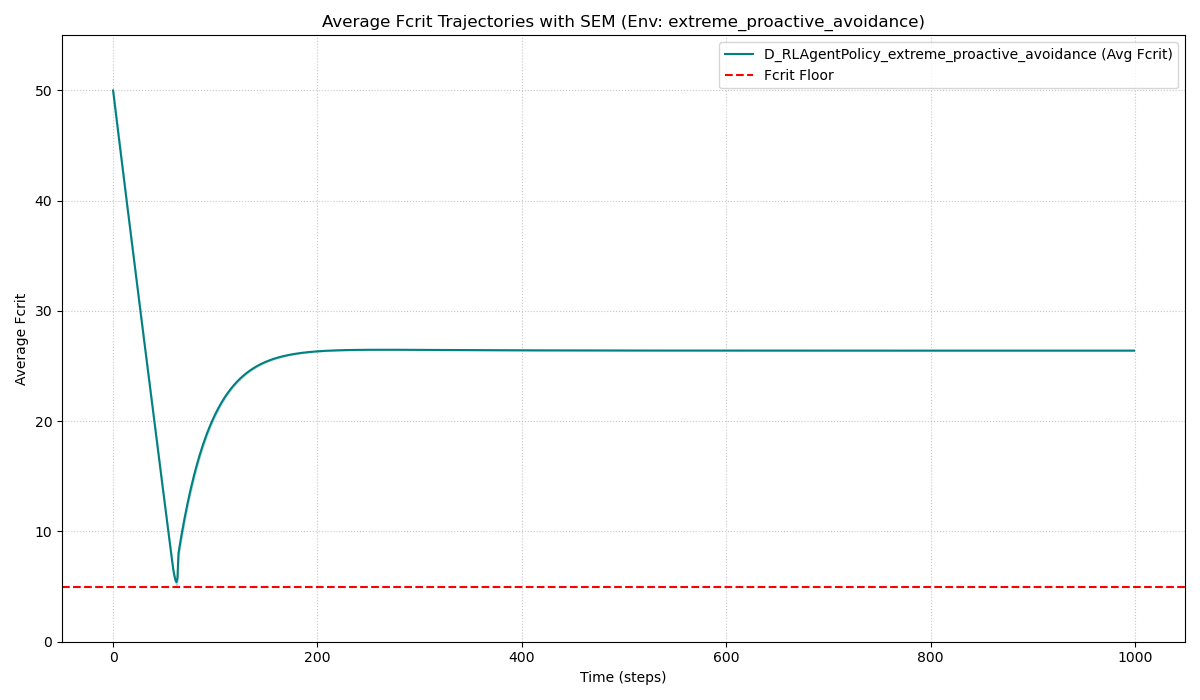 Average Fcrit Trajectories with SEM (Env: extreme_proactive_avoidance)
D_RLAgentPolicy_extreme_proactive_avoidance (Avg Fcrit)
Fcrit Floor
Average Fcrit
50
40
30
20
10
0
0 200 400 600 800 1000
Time (steps)